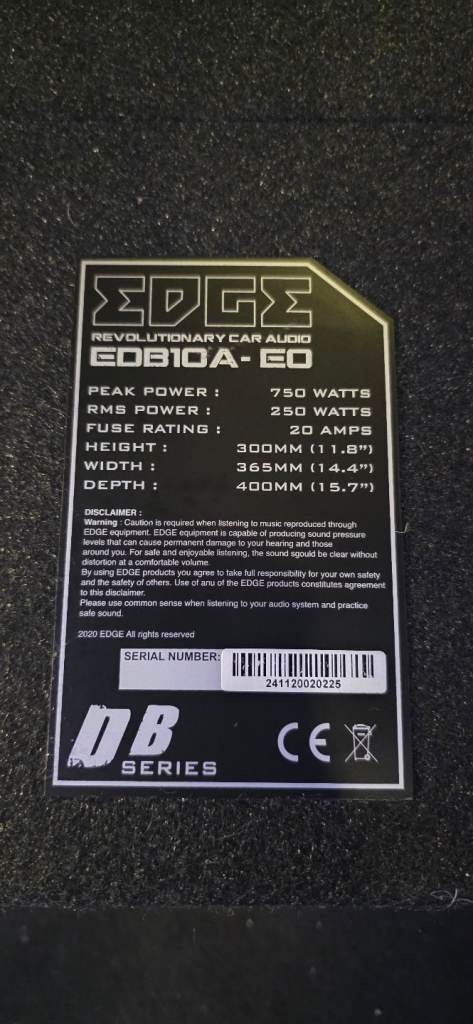 EDGE
REVOLUTIONARY CAR AUDIO
EDB10A-E0
PEAK POWER : 750 WATTS
RMS POWER : 250 WATTS
FUSE RATING : 20 AMPS
HEIGHT : 300MM (11.8")
WIDTH : 365MM (14.4")
DEPTH : 400MM (15.7")
DISCLAIMER :
Warning : Caution is required when listening to music reproduced through
EDGE equipment. EDGE equipment is capable of producing sound pressure
levels that can cause permanent damage to your hearing and those
around you. For safe and enjoyable listening, the sound sgould be clear without
distortion at a comfortable volume.
By using EDGE products you agree to take full responsibility for your own safety
and the safety of others. Use of anu of the EDGE products constitutes agreement
to this disclaimer.
Please use common sense when listening to your audio system and practice
safe sound.
2020 EDGE All rights reserved
SERIAL NUMBER:
241120020225
DB
SERIES
CE